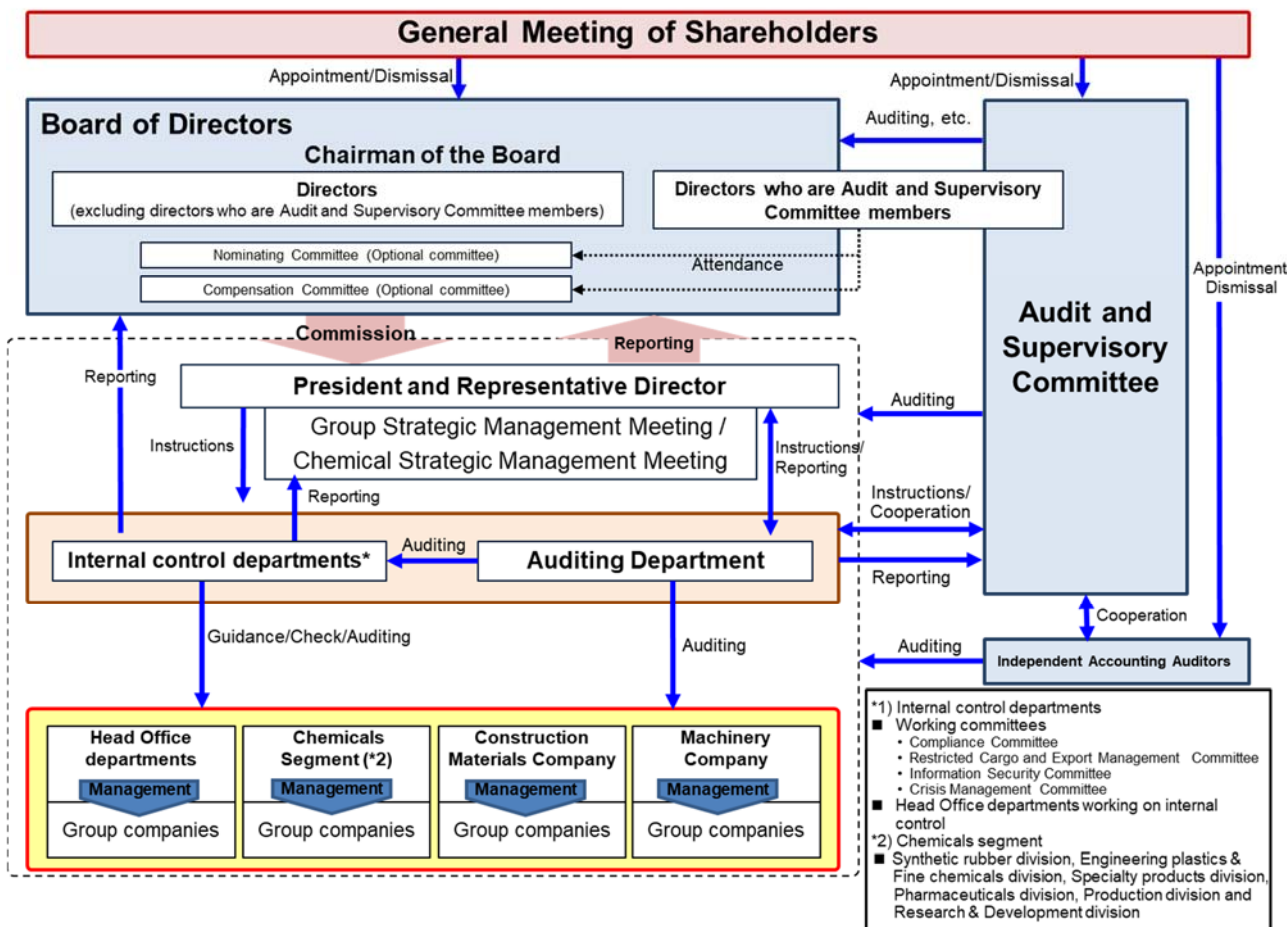 General Meeting of Shareholders
Appointment/Dismissal
Appointment/Dismissal
Board of Directors
Auditing, etc.
Chairman of the Board
Directors
(excluding directors who are Audit and Supervisory Committee members)
Directors who are Audit and Supervisory
Committee members
Nominating Committee (Optional committee)
Attendance
Compensation Committee (Optional committee)
Appointment
Dismissal
Audit and
Supervisory
Committee
Commission
Reporting
Reporting
President and Representative Director
Auditing
Group Strategic Management Meeting /
Chemical Strategic Management Meeting
Instructions
Instructions/
Reporting
Reporting
Instructions/
Cooperation
Internal control departments*
Auditing
Auditing Department
Reporting
Guidance/Check/Auditing
Auditing
Cooperation
Auditing
Independent Accounting Auditors
Head Office
departments
Management
Group companies
Chemicals
Segment (*2)
Management
Group companies
Construction
Materials Company
Management
Group companies
Machinery
Company
Management
Group companies
*1) Internal control departments
■ Working committees
• Compliance Committee
• Restricted Cargo and Export Management Committee
• Information Security Committee
• Crisis Management Committee
■ Head Office departments working on internal
control
*2) Chemicals segment
■ Synthetic rubber division, Engineering plastics &
Fine chemicals division, Specialty products division,
Pharmaceuticals division, Production division and
Research & Development division